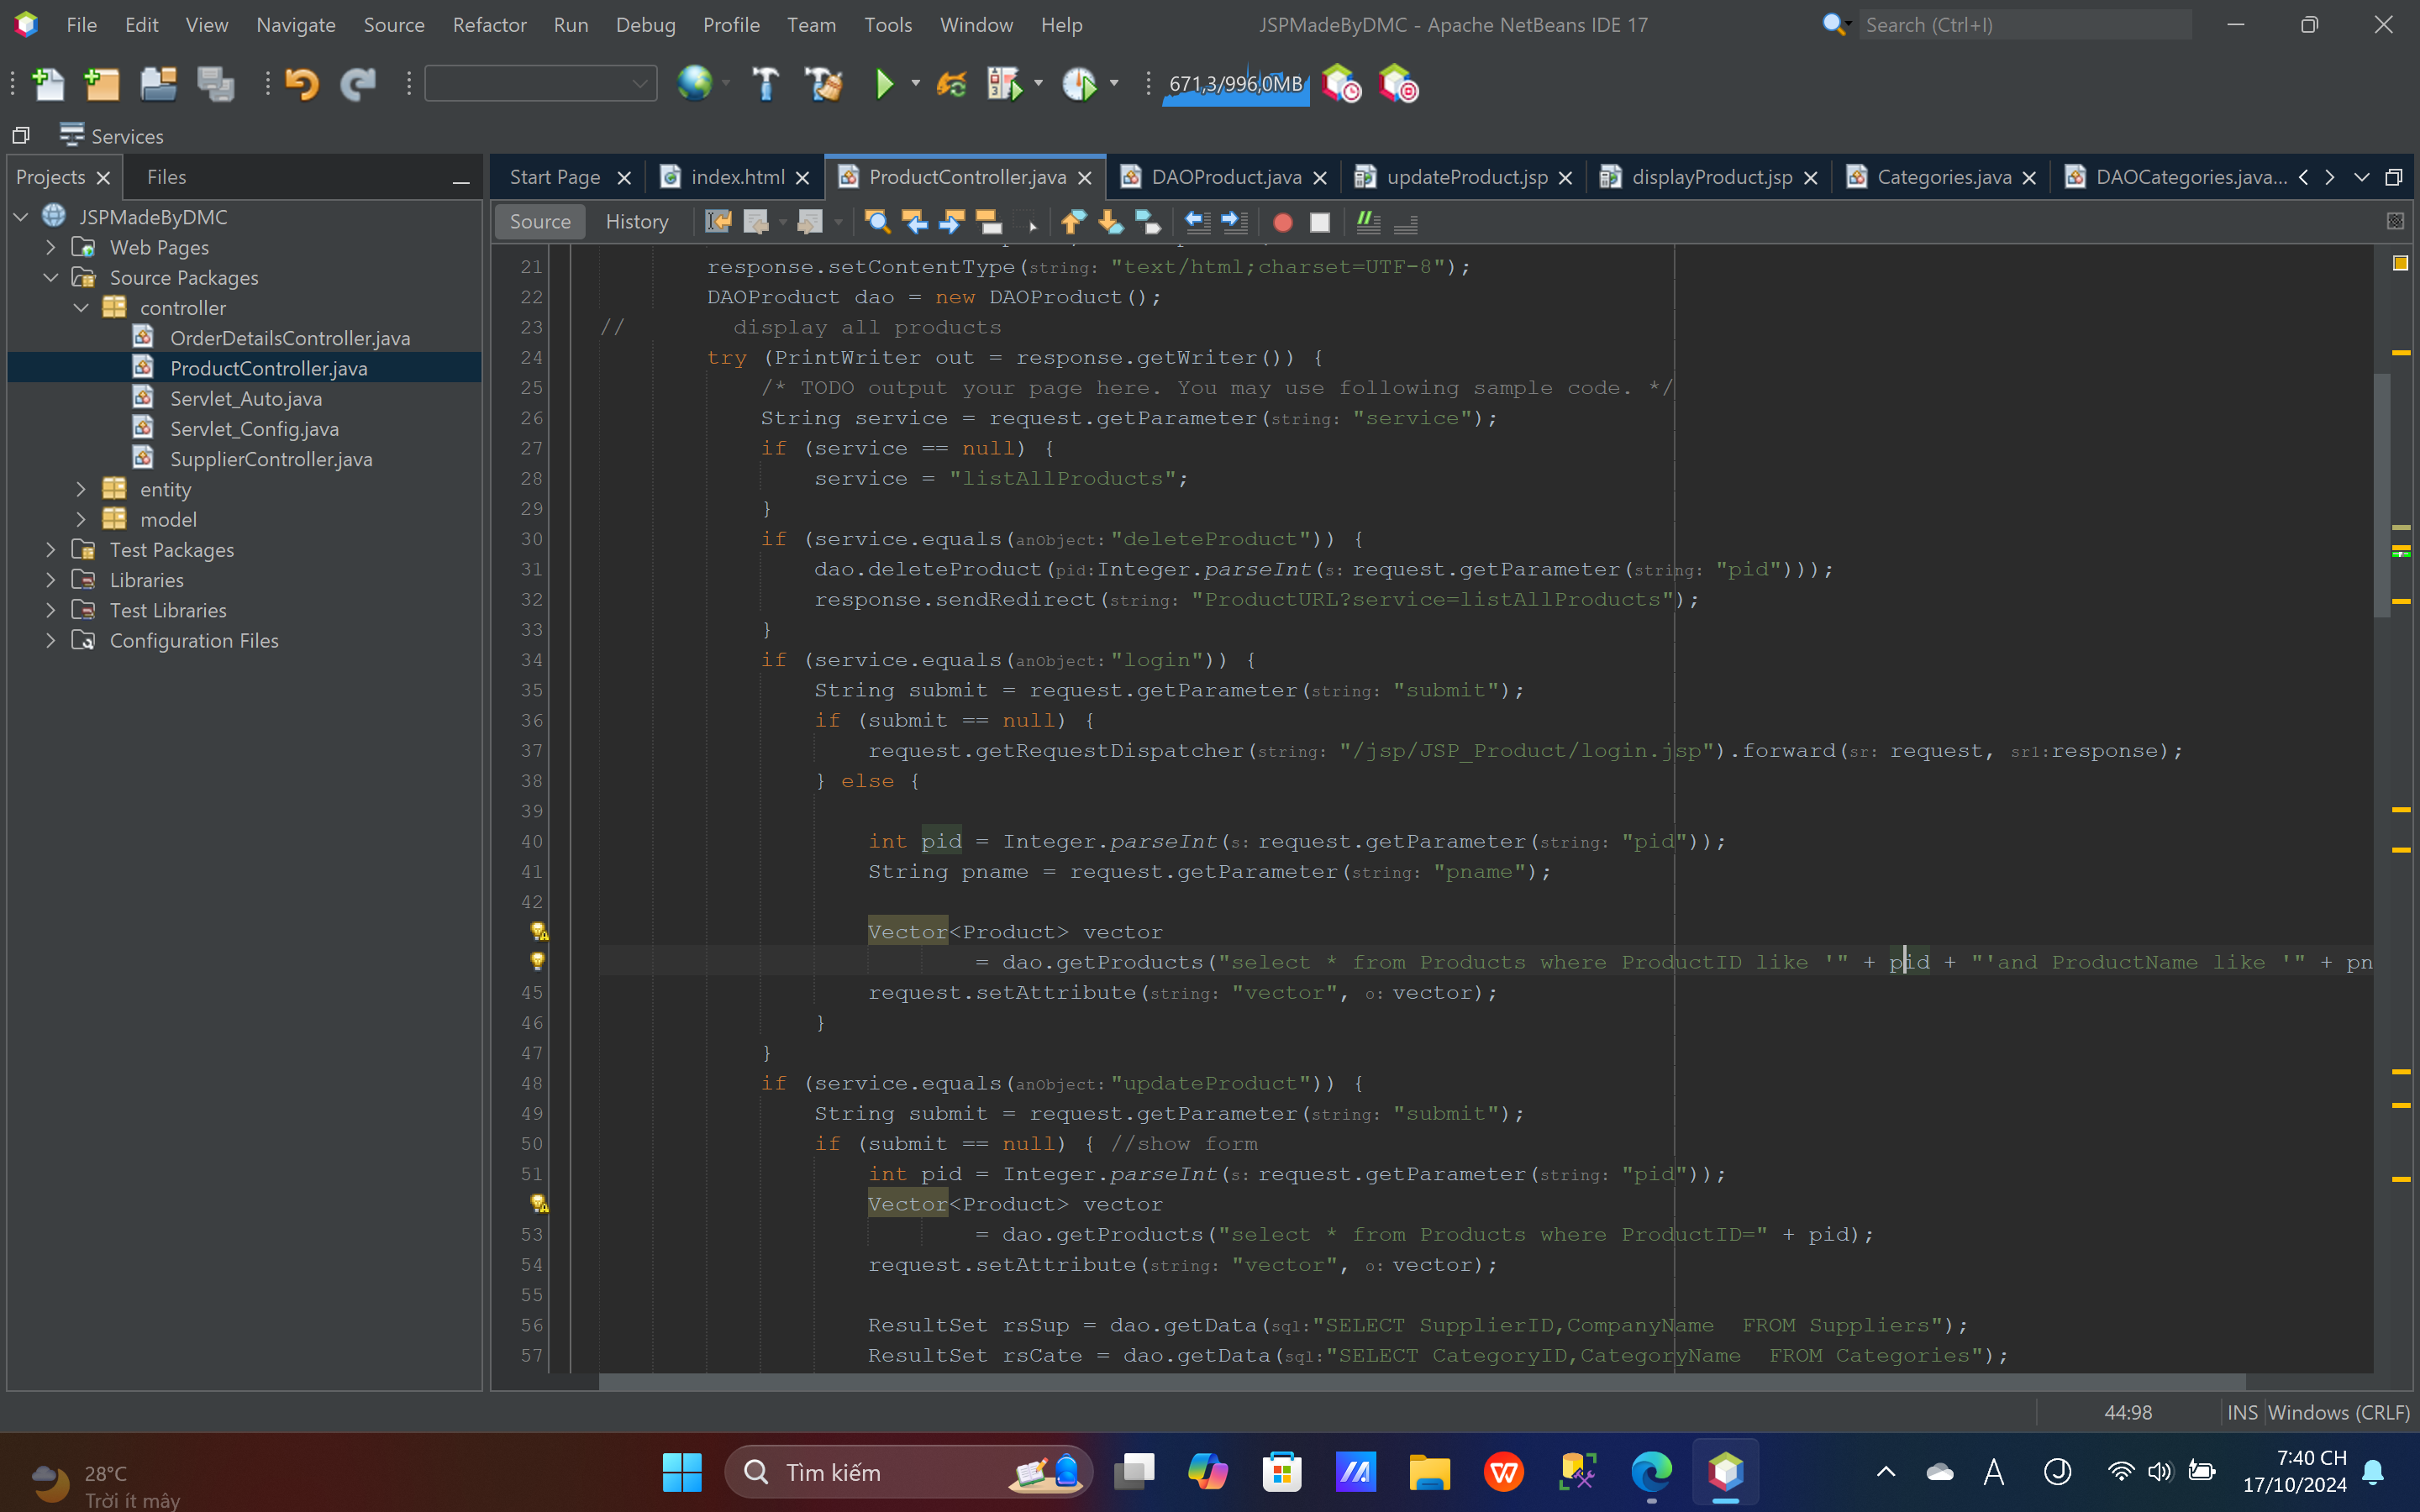 File Edit View Navigate Source Refactor Run Debug Profile Team Tools Window Help JSPMadeByDMC - Apache NetBeans IDE 17 Search (Ctrl+I)
671,3/996,0MB
Services
Projects Files
Start Page index.html ProductController.java DAOProduct.java updateProduct.jsp displayProduct.jsp Categories.java DAOCategories.java...
Source History
JSPMadeByDMC
Web Pages
Source Packages
controller
OrderDetailsController.java
ProductController.java
Servlet_Auto.java
Servlet_Config.java
SupplierController.java
entity
model
Test Packages
Libraries
Test Libraries
Configuration Files
21 response.setContentType(string: "text/html;charset=UTF-8");
22 DAOProduct dao = new DAOProduct();
23 // display all products
24 try (PrintWriter out = response.getWriter()) {
25 /* TODO output your page here. You may use following sample code. */
26 String service = request.getParameter(string: "service");
27 if (service == null) {
28 service = "listAllProducts";
29 }
30 if (service.equals(anObject: "deleteProduct")) {
31 dao.deleteProduct(pid: Integer.parseInt(s: request.getParameter(string: "pid")));
32 response.sendRedirect(string: "ProductURL?service=listAllProducts");
33 }
34 if (service.equals(anObject: "login")) {
35 String submit = request.getParameter(string: "submit");
36 if (submit == null) {
37 request.getRequestDispatcher(string: "/jsp/JSP_Product/login.jsp").forward(sr: request, sr1: response);
38 } else {
39
40 int pid = Integer.parseInt(s: request.getParameter(string: "pid"));
41 String pname = request.getParameter(string: "pname");
42
Vector<Product> vector
= dao.getProducts("select * from Products where ProductID like '" + pid + "'and ProductName like '" + pn
45 request.setAttribute(string: "vector", o: vector);
46 }
47 }
48 if (service.equals(anObject: "updateProduct")) {
49 String submit = request.getParameter(string: "submit");
50 if (submit == null) { //show form
51 int pid = Integer.parseInt(s: request.getParameter(string: "pid"));
Vector<Product> vector
53 = dao.getProducts("select * from Products where ProductID=" + pid);
54 request.setAttribute(string: "vector", o: vector);
55
56 ResultSet rsSup = dao.getData(sql: "SELECT SupplierID,CompanyName  FROM Suppliers");
57 ResultSet rsCate = dao.getData(sql: "SELECT CategoryID,CategoryName  FROM Categories");
44:98 INS Windows (CRLF)
28°C
Trời ít mây
Tìm kiếm
7:40 CH
17/10/2024